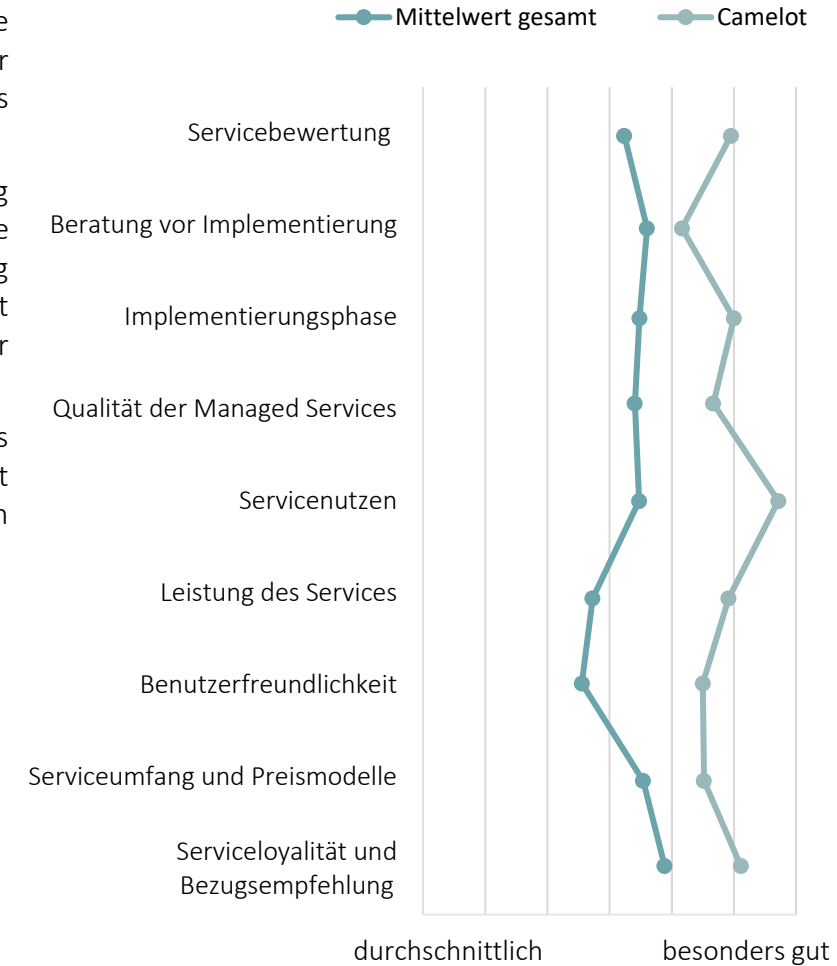 e
r
s
g
e
g
t
r
s
t
n
Mittelwert gesamt
Camelot
Servicebewertung
Beratung vor Implementierung
Implementierungsphase
Qualität der Managed Services
Servicenutzen
Leistung des Services
Benutzerfreundlichkeit
Serviceumfang und Preismodelle
Serviceloyalität und
Bezugsempfehlung
durchschnittlich
besonders gut